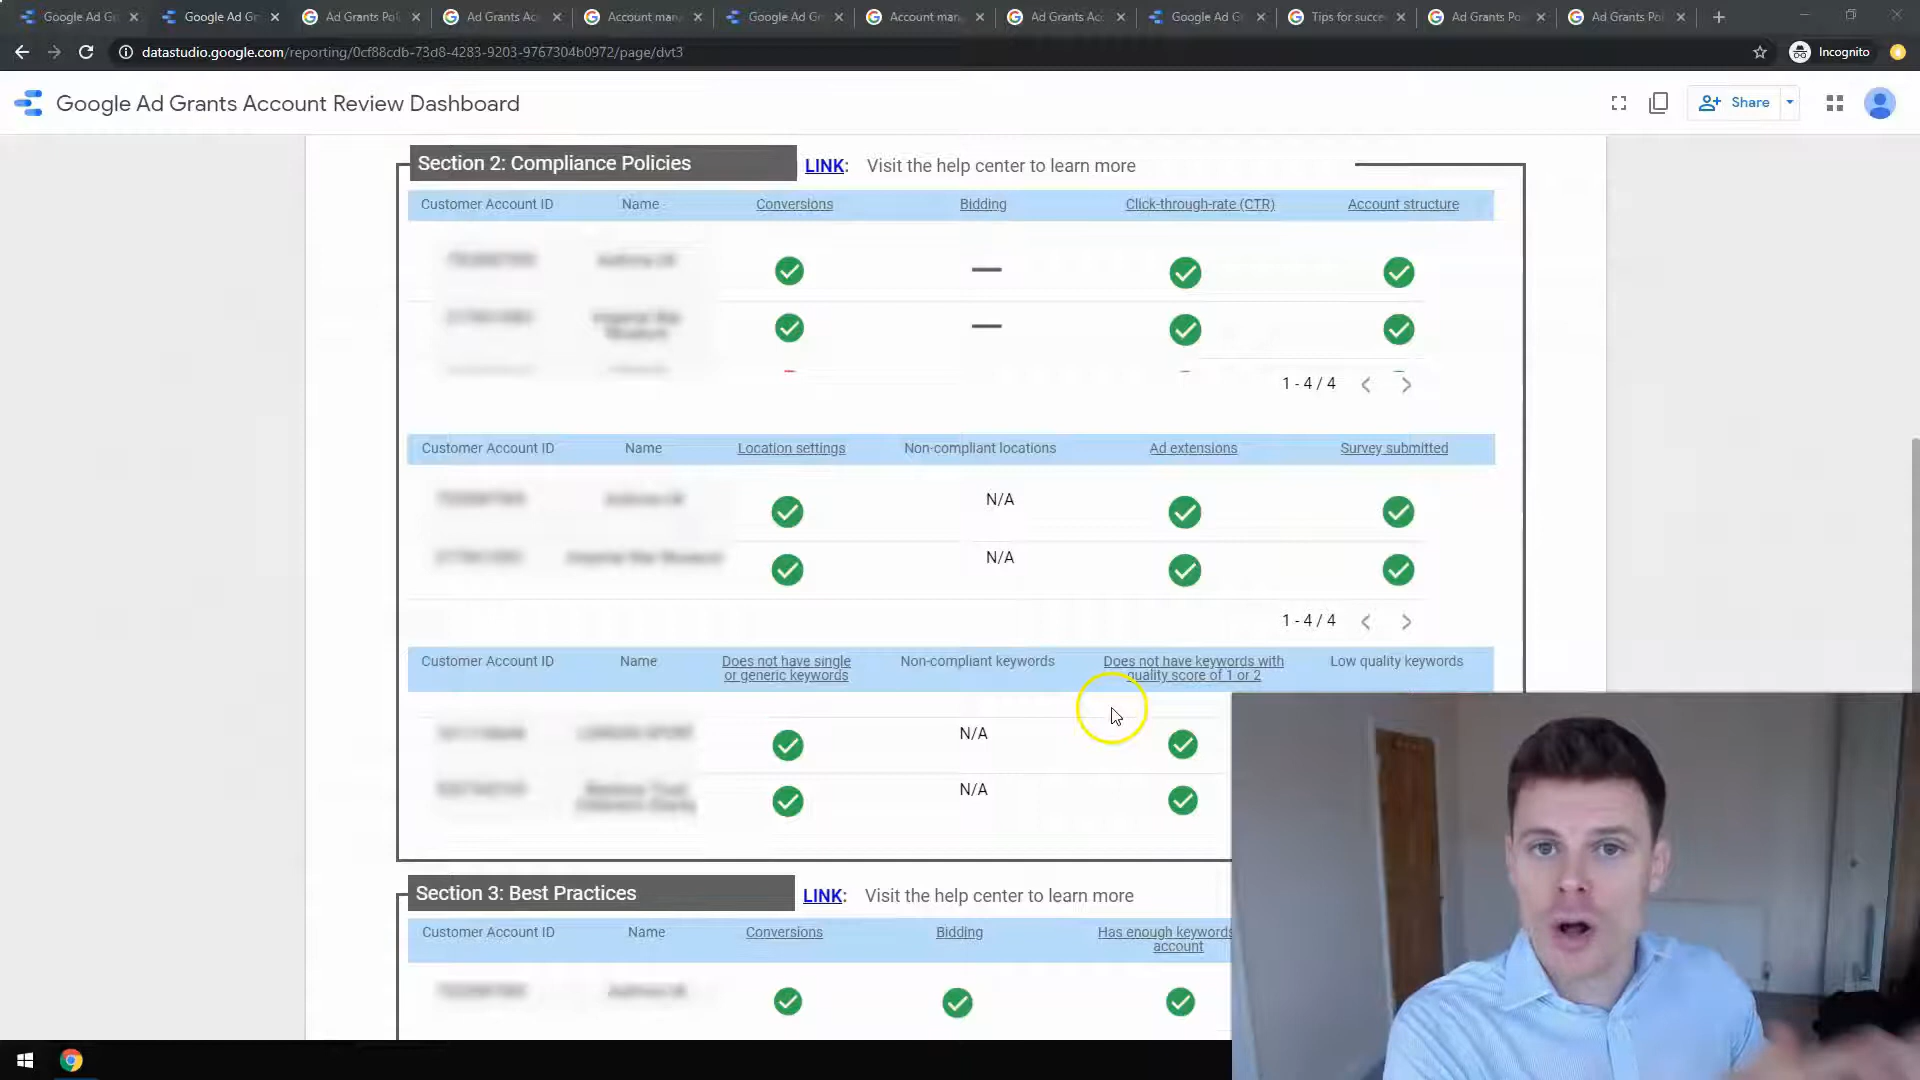 Google Ad Gr
Google Ad Gr
Ad Grants Pol
Ad Grants Acc
Account man
Google Ad Gr
Account man
Ad Grants Acc
Google Ad Gr
Tips for succe
Ad Grants Po
Ad Grants Pol
datastudio.google.com/reporting/0cf88cdb-73d8-4283-9203-9767304b0972/page/dvt3
Incognito
Google Ad Grants Account Review Dashboard
Share
Section 2: Compliance Policies
LINK: Visit the help center to learn more
Customer Account ID Name Conversions Bidding Click-through-rate (CTR) Account structure
1 - 4 / 4
Customer Account ID Name Location settings Non-compliant locations Ad extensions Survey submitted
N/A
N/A
1 - 4 / 4
Customer Account ID Name Does not have single or generic keywords Non-compliant keywords Does not have keywords with quality score of 1 or 2 Low quality keywords
N/A
N/A
Section 3: Best Practices
LINK: Visit the help center to learn more
Customer Account ID Name Conversions Bidding Has enough keywords account